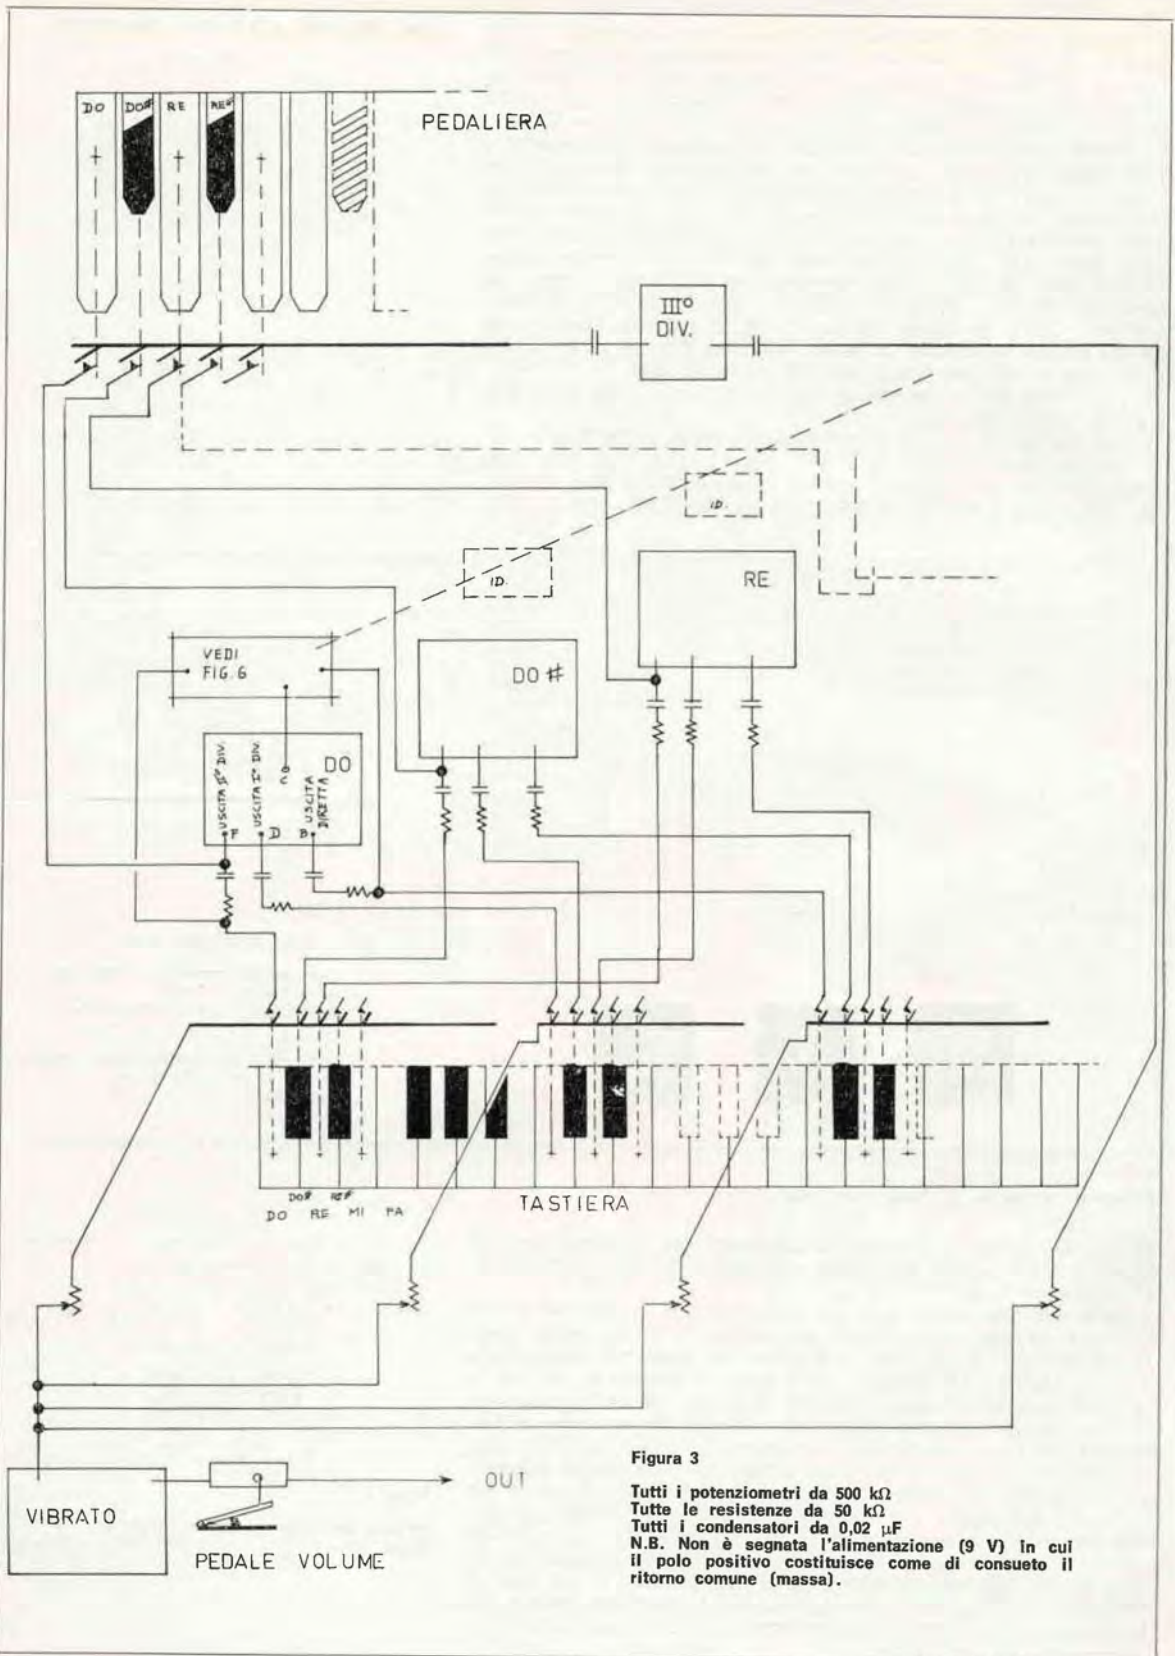 DO DO# RE RE#
PEDALIERA
IIIº
DIV.
ID.
ID.
RE
VEDI
FIG. 6
DO #
DO
USCITA IIº DIV.
USCITA Iº DIV.
C
USCITA
DIRETTA
F D B
DO# RE#
DO RE MI FA
TASTIERA
VIBRATO
OUT
PEDALE VOLUME
Figura 3
Tutti i potenziometri da 500 kΩ
Tutte le resistenze da 50 kΩ
Tutti i condensatori da 0,02 μF
N.B. Non è segnata l'alimentazione (9 V) in cui
il polo positivo costituisce come di consueto il
ritorno comune (massa).